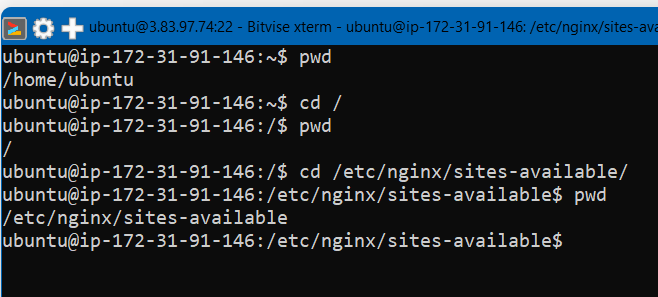 ubuntu@3.83.97.74:22 - Bitvise xterm - ubuntu@ip-172-31-91-146: /etc/nginx/sites-ava
ubuntu@ip-172-31-91-146:~$ pwd
/home/ubuntu
ubuntu@ip-172-31-91-146:~$ cd /
ubuntu@ip-172-31-91-146:/$ pwd
/
ubuntu@ip-172-31-91-146:/$ cd /etc/nginx/sites-available/
ubuntu@ip-172-31-91-146:/etc/nginx/sites-available$ pwd
/etc/nginx/sites-available
ubuntu@ip-172-31-91-146:/etc/nginx/sites-available$